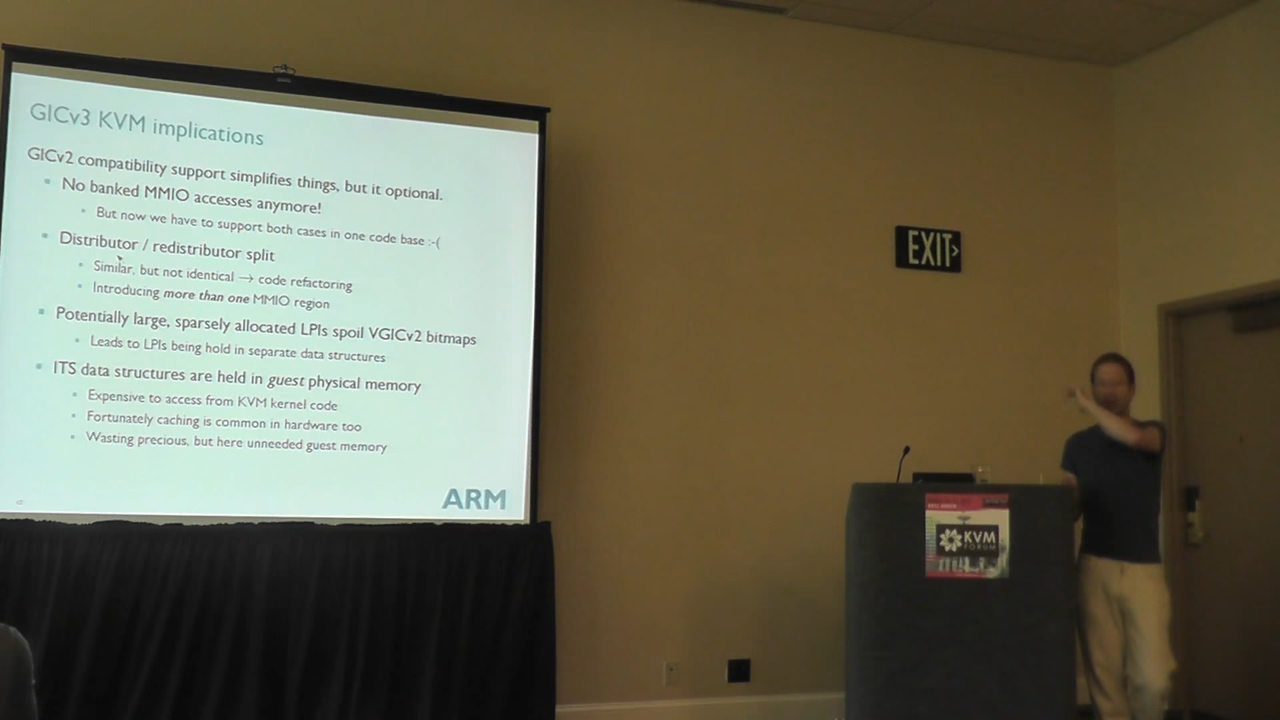 GICv3 KVM implications
GICv2 compatibility support simplifies things, but it optional.
No banked MMIO accesses anymore!
But now we have to support both cases in one code base :-(
Distributor / redistributor split
Similar, but not identical → code refactoring
Introducing more than one MMIO region
Potentially large, sparsely allocated LPIs spoil VGICv2 bitmaps
Leads to LPIs being hold in separate data structures
ITS data structures are held in guest physical memory
Expensive to access from KVM kernel code
Fortunately caching is common in hardware too
Wasting precious, but here unneeded guest memory
ARM
EXIT
KVM
FORUM